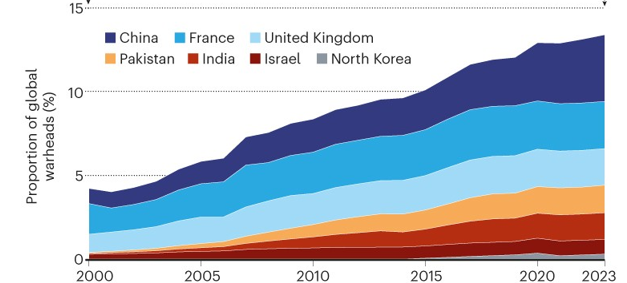 15
China France United Kingdom
Pakistan India Israel North Korea
10
Proportion of global
warheads (%)
5
0
2000 2005 2010 2015 2020 2023